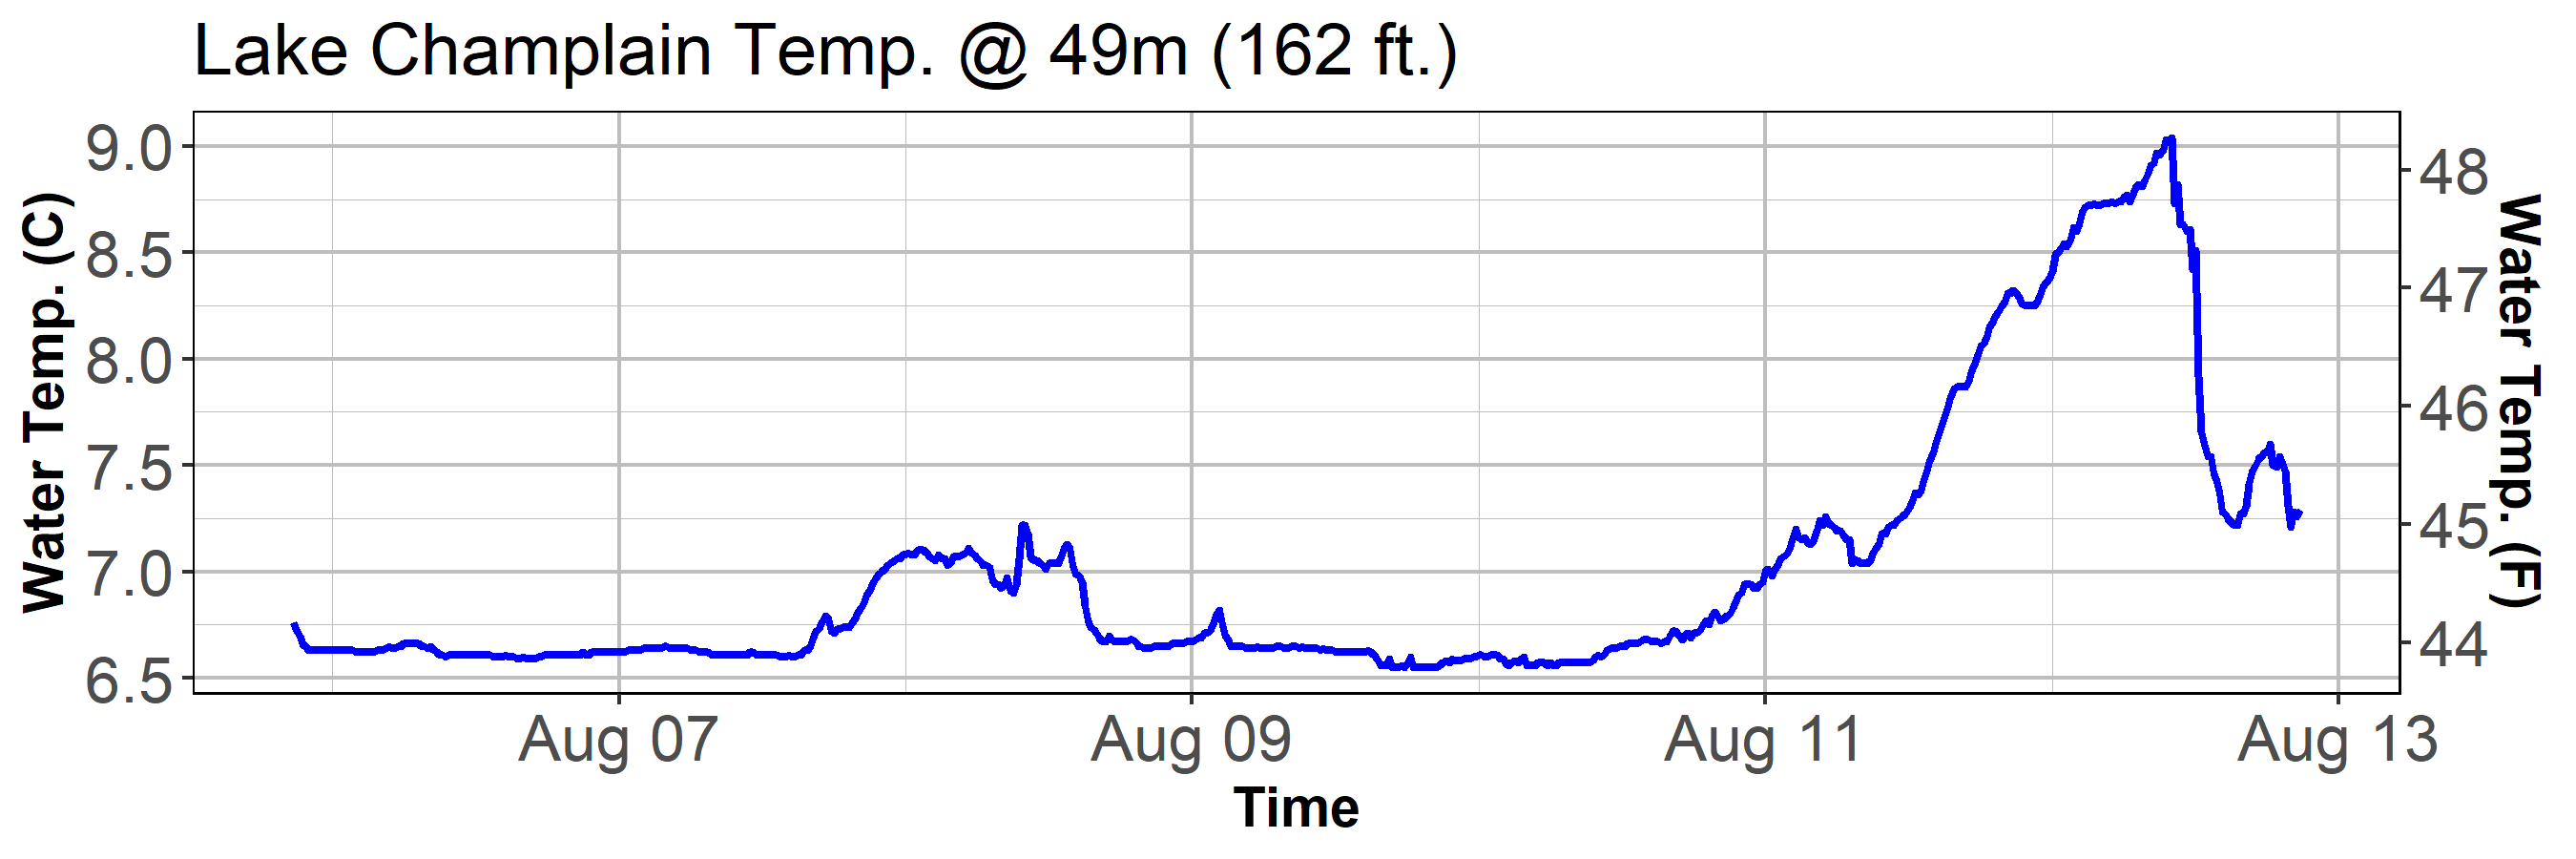 Lake Champlain Temp. @ 49m (162 ft.)
Water Temp. (C)
9.0
8.5
8.0
7.5
7.0
6.5
48
47
46
45
44
Water Temp. (F)
Aug 07 Aug 09 Aug 11 Aug 13
Time